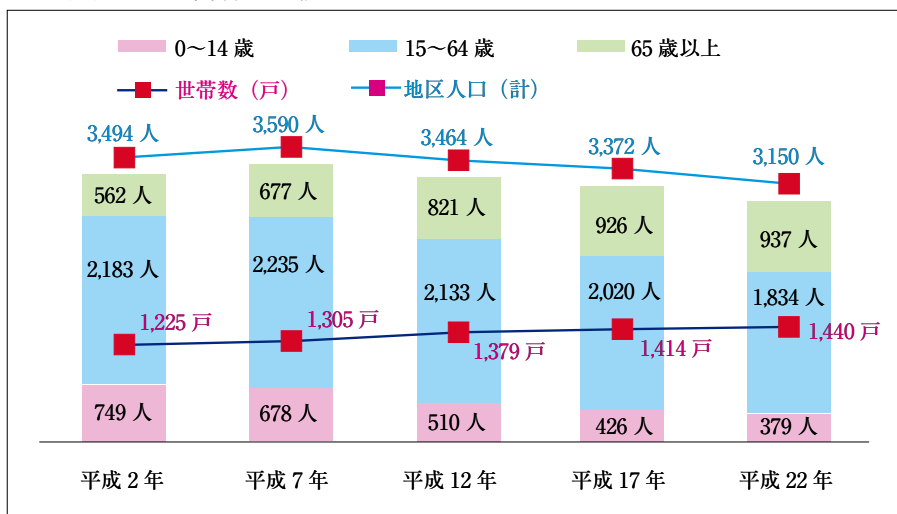 0～14 歳 15～64 歳 65 歳以上
世帯数（戸） 地区人口（計）
3,494 人 3,590 人 3,464 人 3,372 人 3,150 人
562 人 677 人 821 人 926 人 937 人
2,183 人 2,235 人 2,133 人 2,020 人 1,834 人
1,225 戸 1,305 戸 1,379 戸 1,414 戸 1,440 戸
749 人 678 人 510 人 426 人 379 人
平成 2 年 平成 7 年 平成 12 年 平成 17 年 平成 22 年